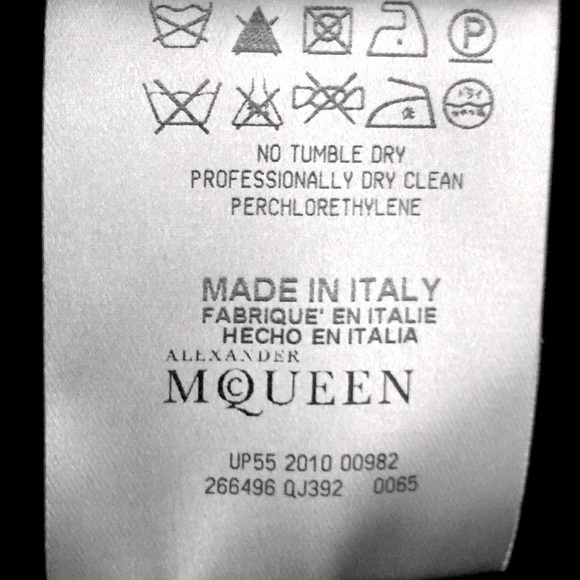 P
NO TUMBLE DRY
PROFESSIONALLY DRY CLEAN
PERCHLORETHYLENE
MADE IN ITALY
FABRIQUE' EN ITALIE
HECHO EN ITALIA
ALEXANDER
McQUEEN
UP55 2010 00982
266496 QJ392 0065